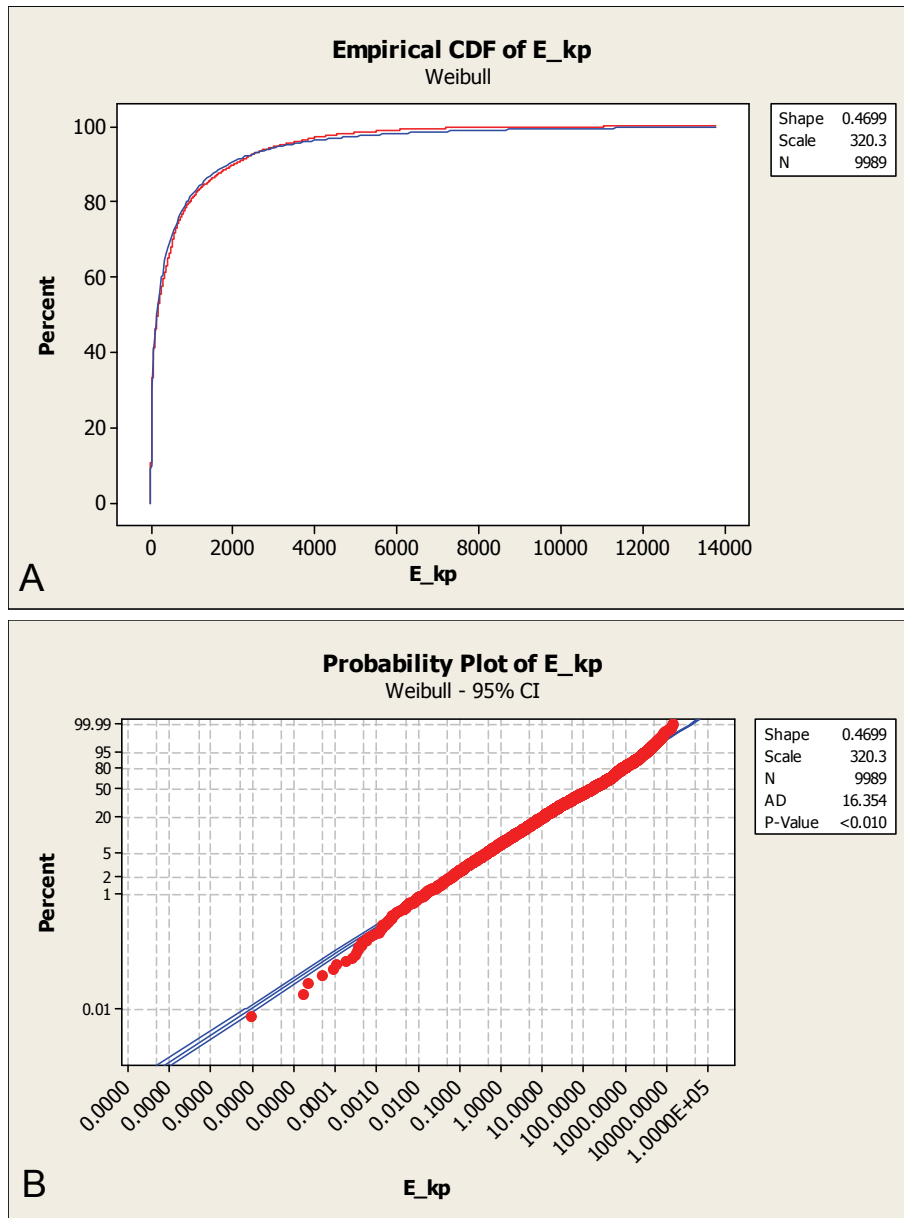 Empirical CDF of E_kp
Weibull
Shape 0.4699
Scale 320.3
N 9989
Percent
100
80
60
40
20
0
0 2000 4000 6000 8000 10000 12000 14000
E_kp
A
Probability Plot of E_kp
Weibull - 95% CI
Shape 0.4699
Scale 320.3
N 9989
AD 16.354
P-Value <0.010
Percent
99.99
95
80
50
20
5
2
1
0.01
0.0000 0.0000 0.0000 0.0000 0.0000 0.0001 0.0010 0.0100 0.1000 1.0000 10.0000 100.0000 1000.0000 10000.0000 1.0000E+05
E_kp
B